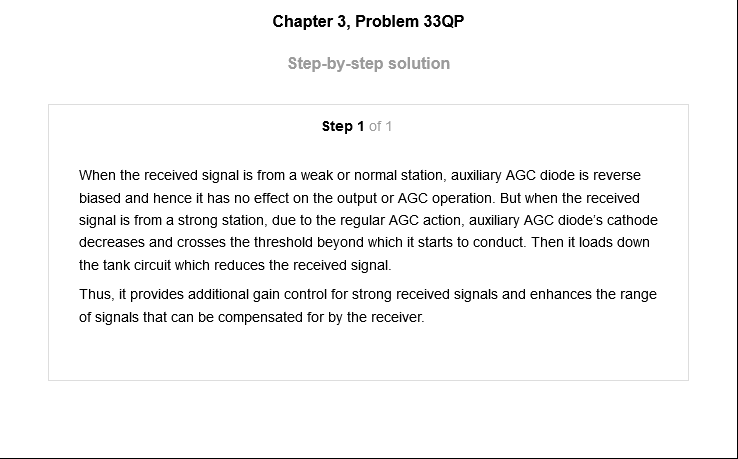 Chapter 3, Problem 33QP
Step-by-step solution
Step 1 of 1
When the received signal is from a weak or normal station, auxiliary AGC diode is reverse
biased and hence it has no effect on the output or AGC operation. But when the received
signal is from a strong station, due to the regular AGC action, auxiliary AGC diode's cathode
decreases and crosses the threshold beyond which it starts to conduct. Then it loads down
the tank circuit which reduces the received signal.
Thus, it provides additional gain control for strong received signals and enhances the range
of signals that can be compensated for by the receiver.